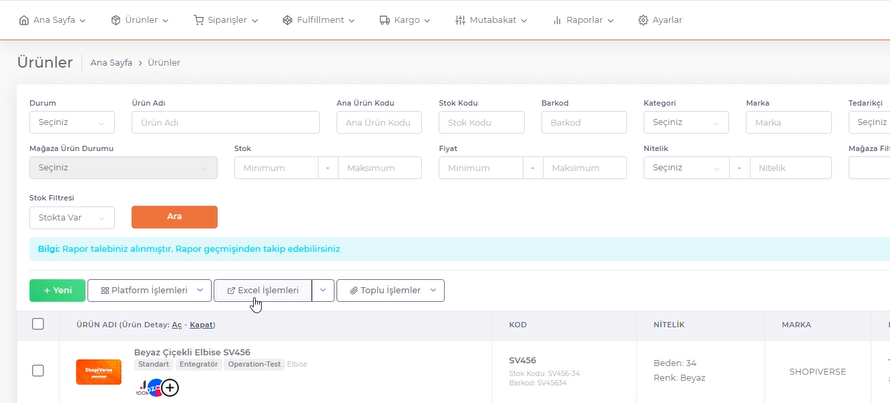 Ana Sayfa Ürünler Siparişler Fulfillment Kargo Mutabakat Raporlar Ayarlar
Ürünler Ana Sayfa > Ürünler
Durum Ürün Adı Ana Ürün Kodu Stok Kodu Barkod Kategori Marka Tedarikçi
Seçiniz Ürün Adı Ana Ürün Kodu Stok Kodu Barkod Seçiniz Marka Seçiniz
Mağaza Ürün Durumu Stok Fiyat Nitelik Mağaza Filt
Seçiniz Minimum - Maksimum Minimum - Maksimum Seçiniz - Nitelik
Stok Filtresi
Stokta Var Ara
Bilgi: Rapor talebiniz alınmıştır. Rapor geçmişinden takip edebilirsiniz
+ Yeni Platform İşlemleri Excel İşlemleri Toplu İşlemler
ÜRÜN ADI (Ürün Detay: Aç - Kapat) KOD NİTELİK MARKA
Beyaz Çiçekli Elbise SV456
Standart Entegratör Operation-Test Elbise
ShopiVerse
SV456
Stok Kodu: SV456-34
Barkod: SV45634
Beden: 34
Renk: Beyaz
SHOPIVERSE